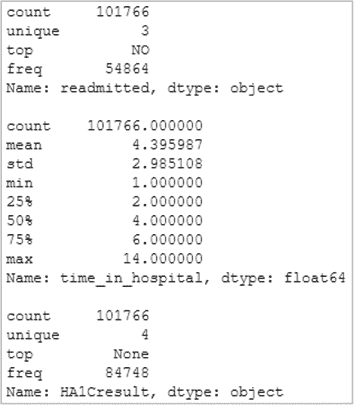 count 101766
unique 3
top NO
freq 54864
Name: readmitted, dtype: object
count 101766.000000
mean 4.395987
std 2.985108
min 1.000000
25% 2.000000
50% 4.000000
75% 6.000000
max 14.000000
Name: time_in_hospital, dtype: float64
count 101766
unique 4
top None
freq 84748
Name: HA1Cresult, dtype: object